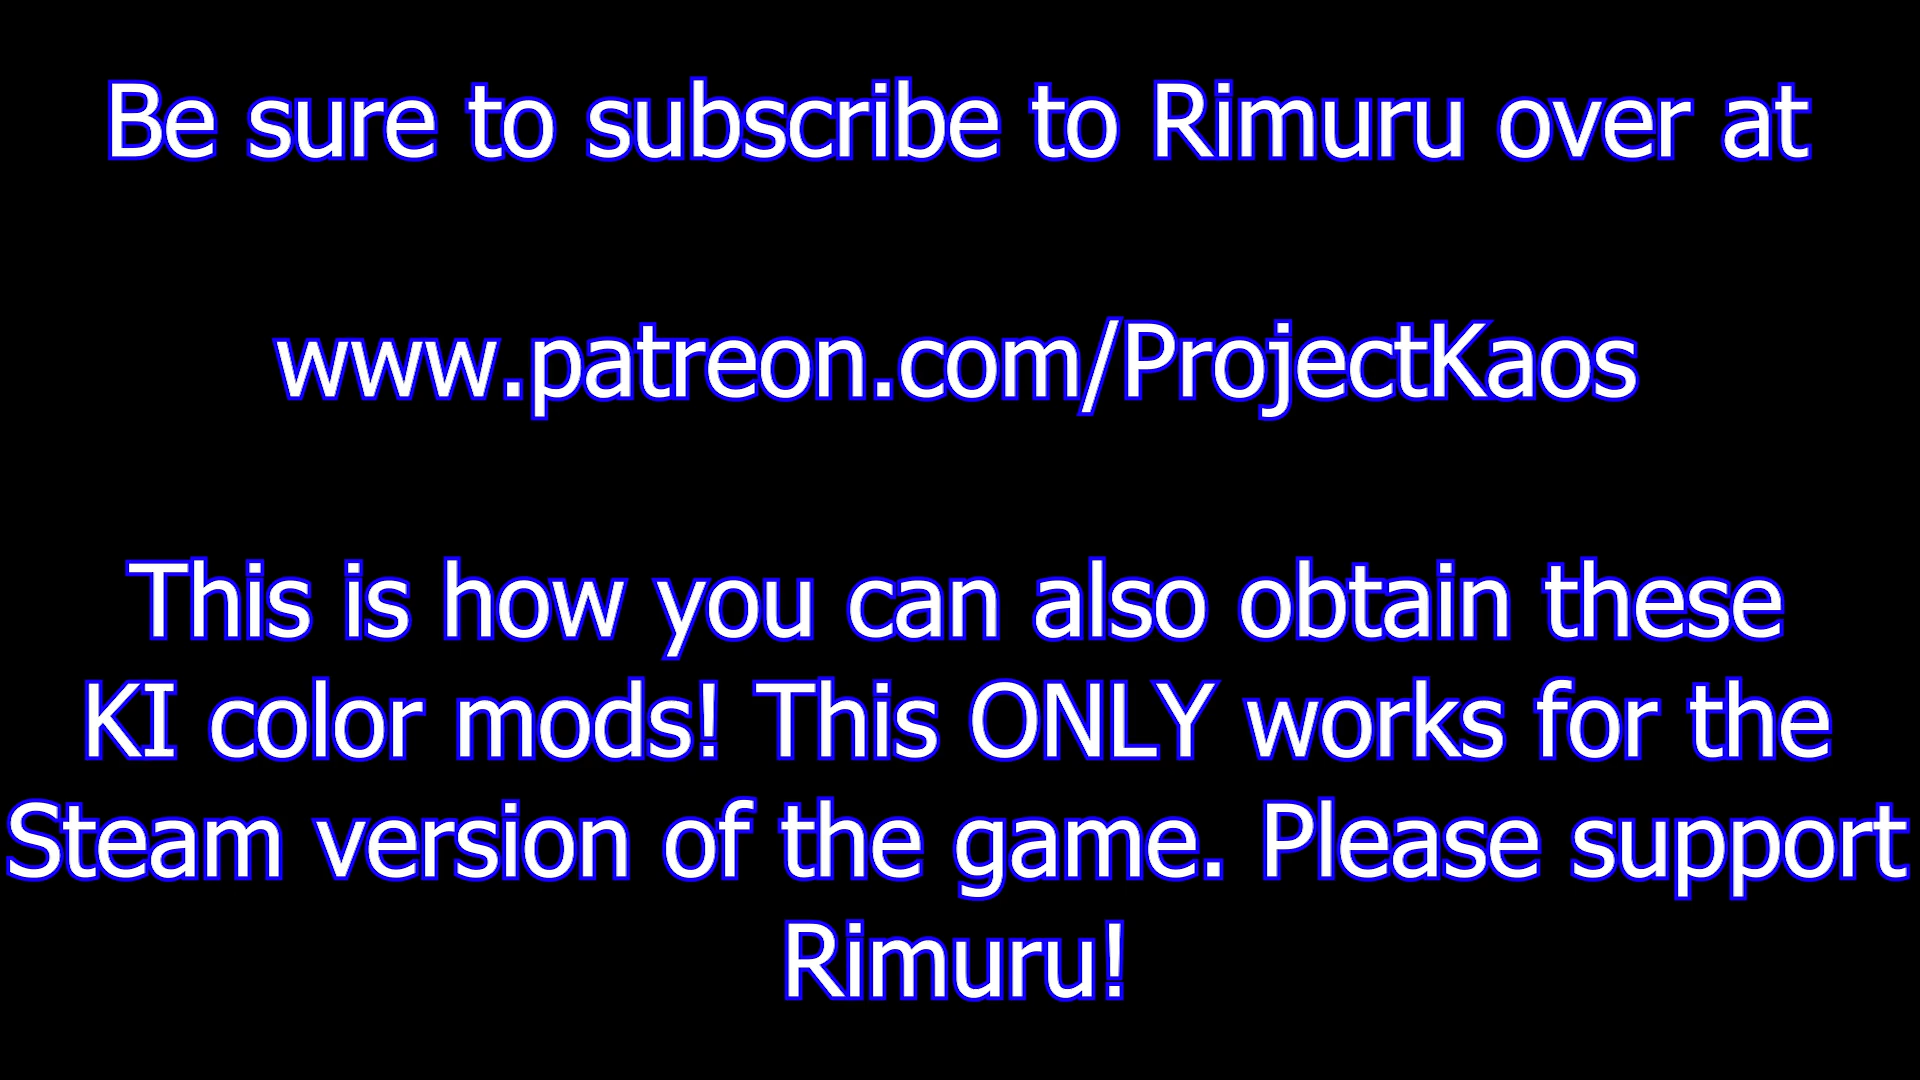 Be sure to subscribe to Rimuru over at
www.patreon.com/ProjectKaos
This is how you can also obtain these
KI color mods! This ONLY works for the
Steam version of the game. Please support
Rimuru!